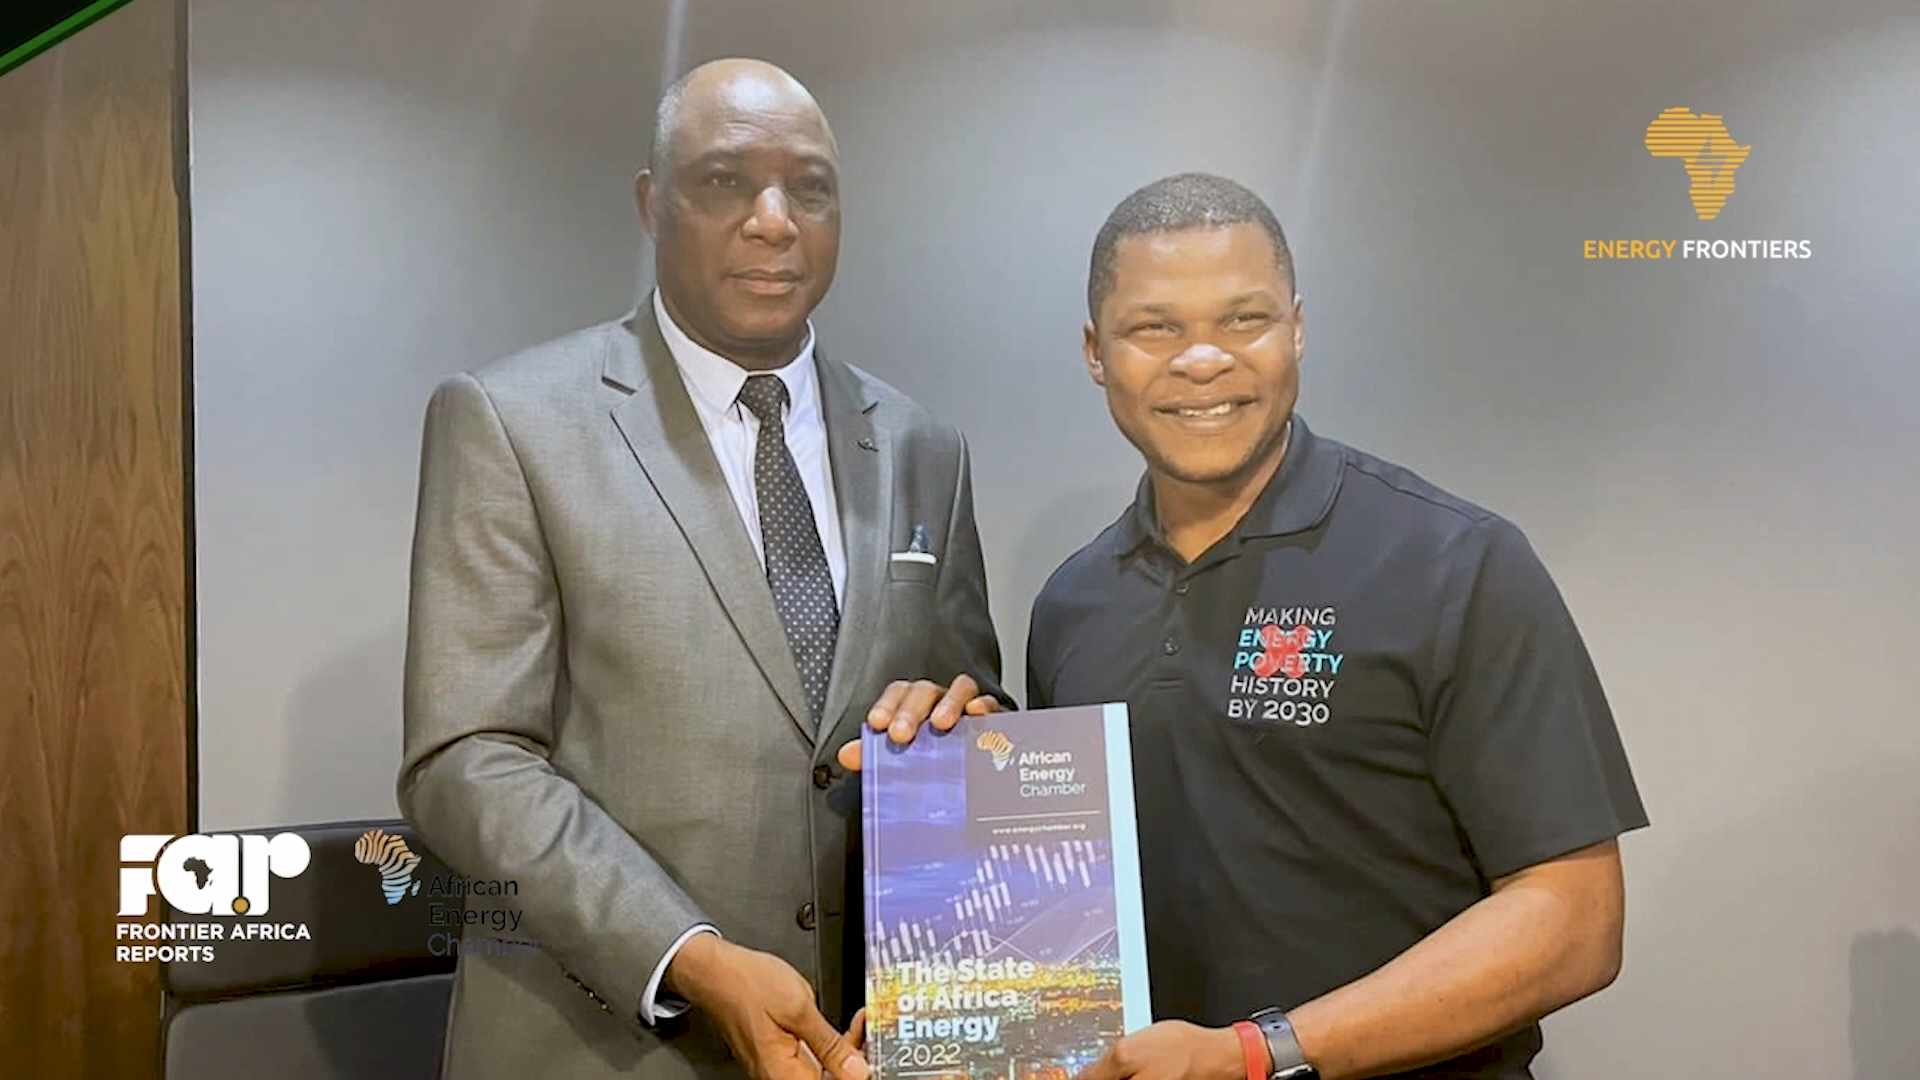 ENERGY FRONTIERS
MAKING
ENERGY
POVERTY
HISTORY
BY 2030
African
Energy
Chamber
www.energychamber.org
The State
of Africa
Energy
2022
far
FRONTIER AFRICA
REPORTS
African
Energy
Chamber